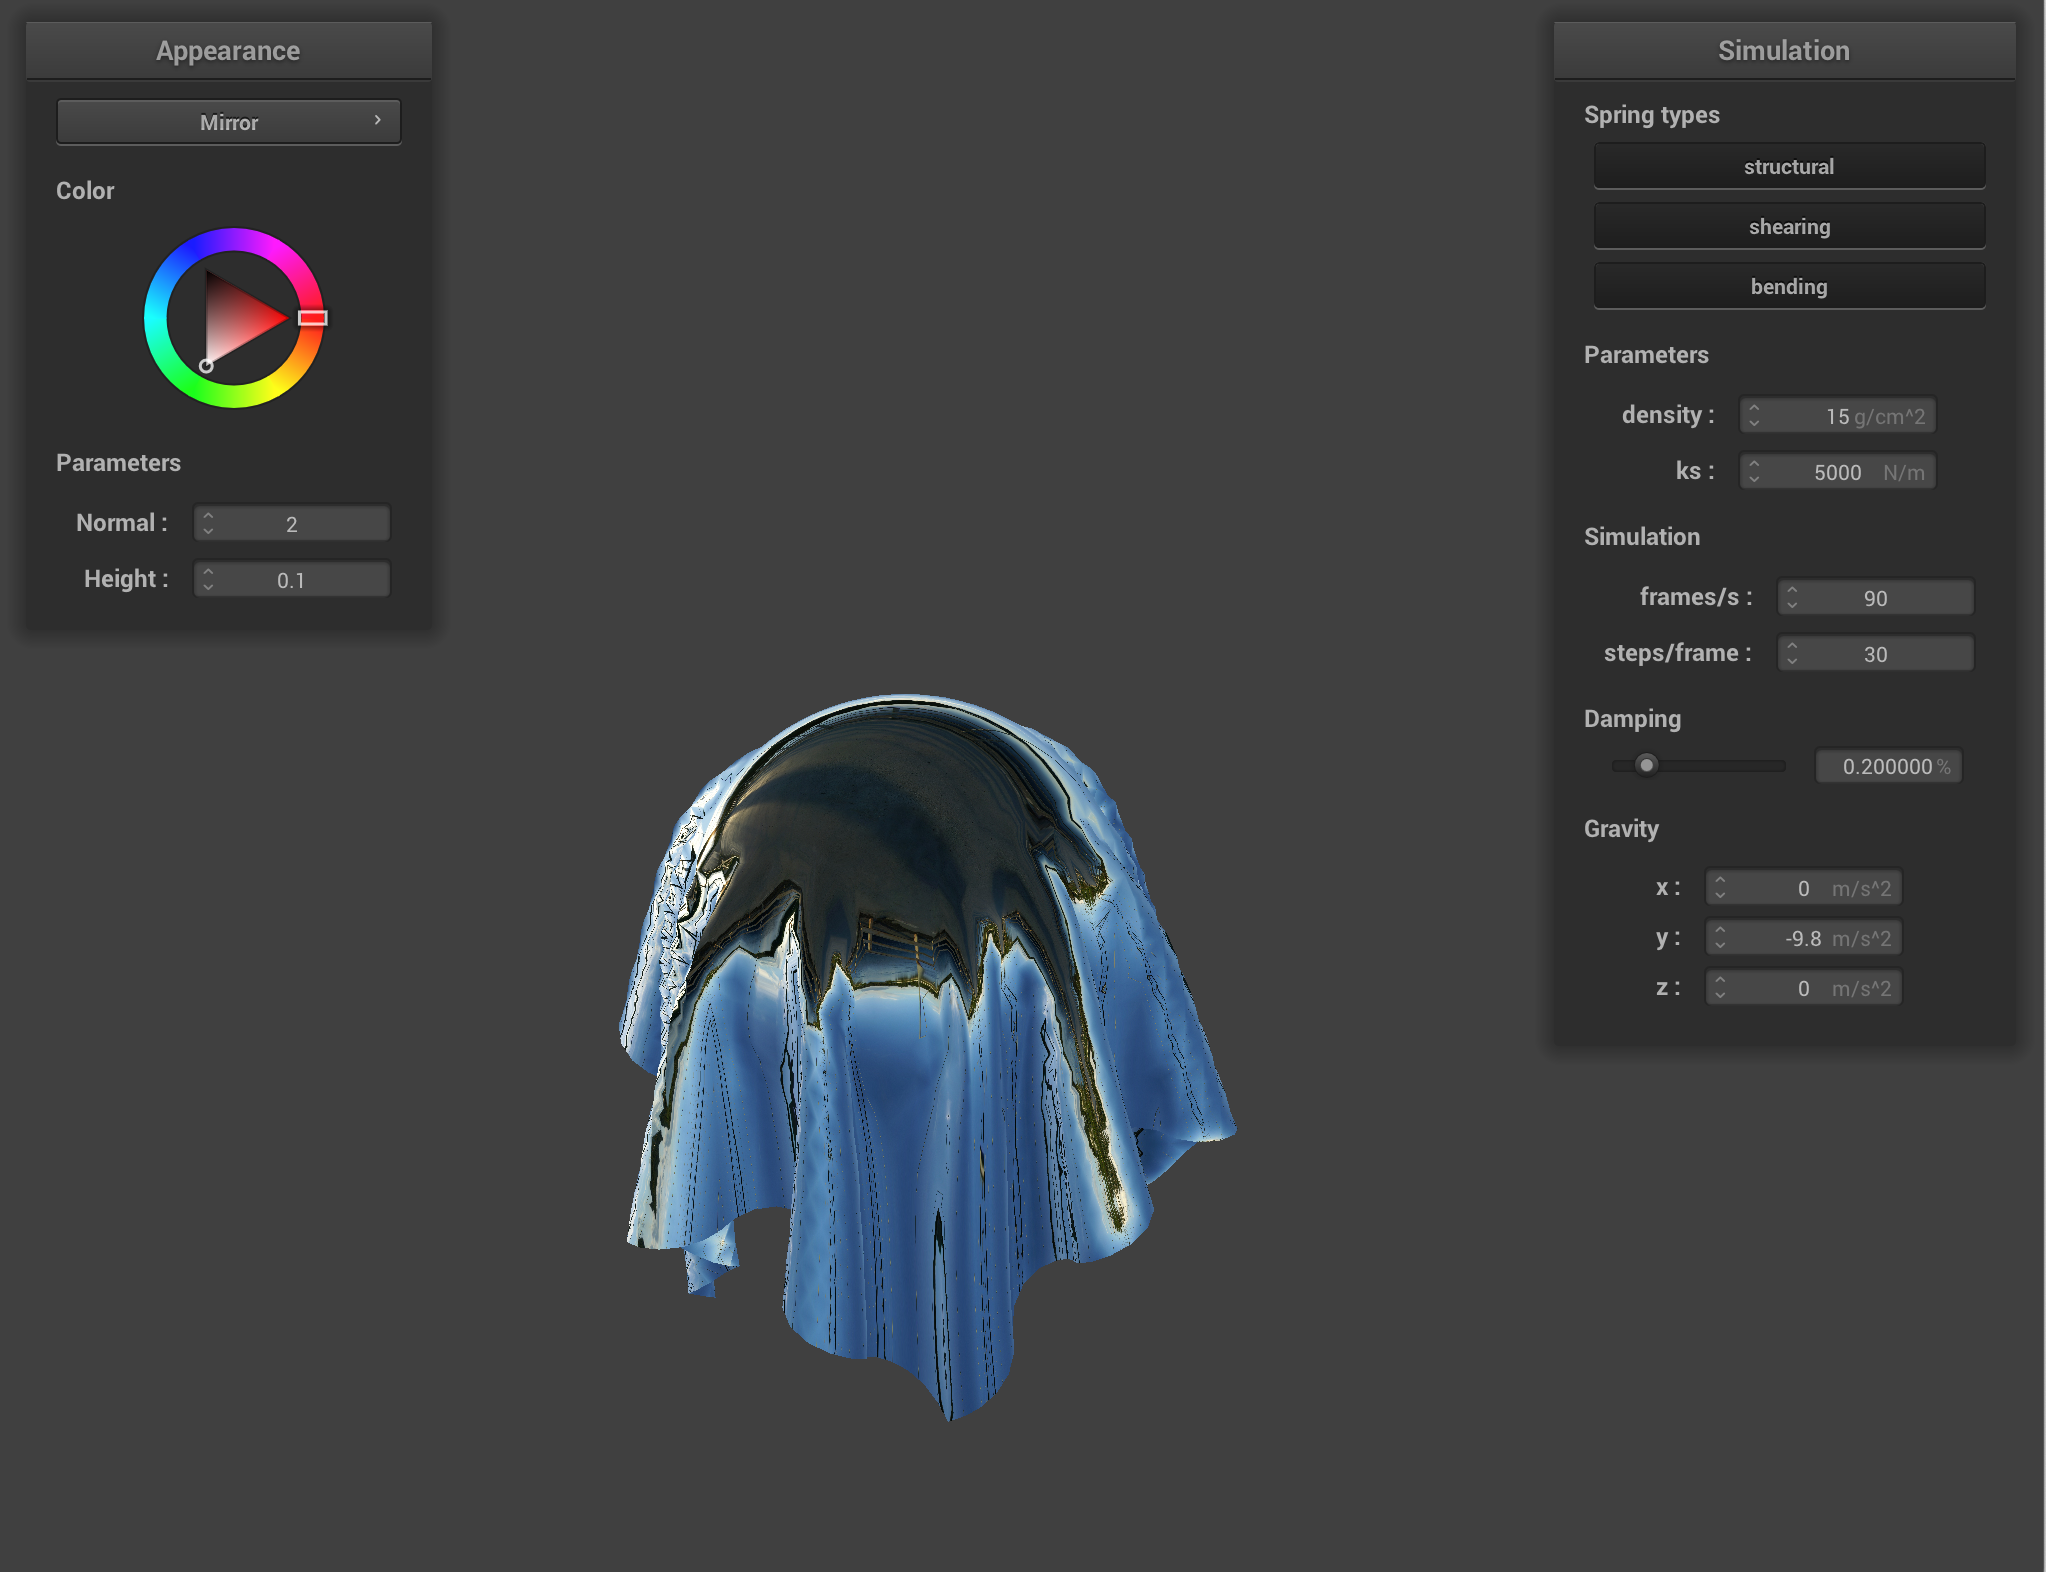 Appearance
Mirror
Color
Parameters
Normal : 2
Height : 0.1
Simulation
Spring types
structural
shearing
bending
Parameters
density : 15 g/cm^2
ks : 5000 N/m
Simulation
frames/s : 90
steps/frame : 30
Damping
0.200000 %
Gravity
x : 0 m/s^2
y : -9.8 m/s^2
z : 0 m/s^2